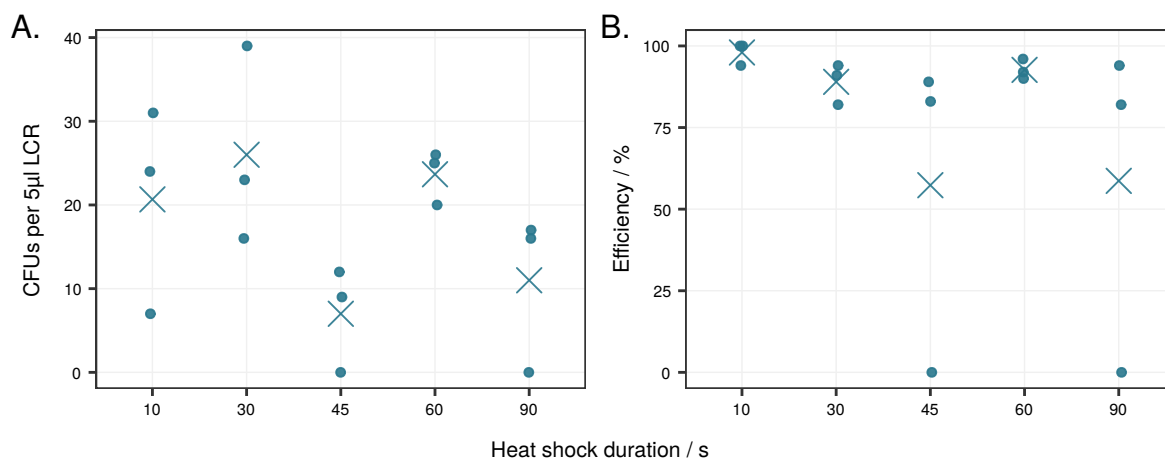 A.
CFUs per 5µl LCR
40
30
20
10
0
10 30 45 60 90
B.
Efficiency / %
100
75
50
25
0
10 30 45 60 90
Heat shock duration / s